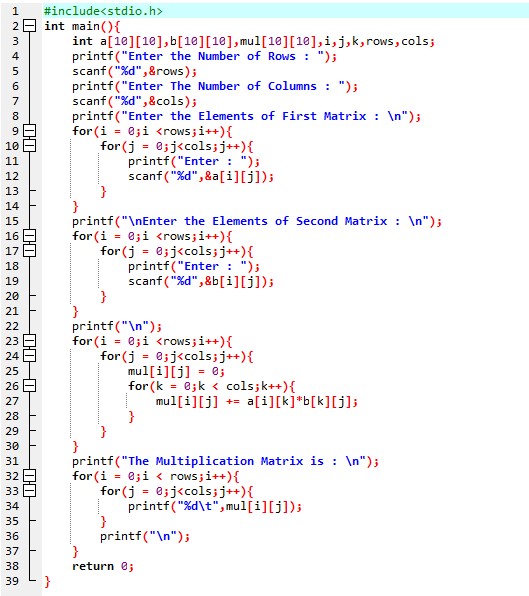 1 #include<stdio.h>
2 int main(){
3 int a[10][10],b[10][10],mul[10][10],i,j,k,rows,cols;
4 printf("Enter the Number of Rows : ");
5 scanf("%d",&rows);
6 printf("Enter The Number of Columns : ");
7 scanf("%d",&cols);
8 printf("Enter the Elements of First Matrix : \n");
9 for(i = 0;i <rows;i++){
10 for(j = 0;j<cols;j++){
11 printf("Enter : ");
12 scanf("%d",&a[i][j]);
13 }
14 }
15 printf("\nEnter the Elements of Second Matrix : \n");
16 for(i = 0;i <rows;i++){
17 for(j = 0;j<cols;j++){
18 printf("Enter : ");
19 scanf("%d",&b[i][j]);
20 }
21 }
22 printf("\n");
23 for(i = 0;i <rows;i++){
24 for(j = 0;j<cols;j++){
25 mul[i][j] = 0;
26 for(k = 0;k < cols;k++){
27 mul[i][j] += a[i][k]*b[k][j];
28 }
29 }
30 }
31 printf("The Multiplication Matrix is : \n");
32 for(i = 0;i < rows;i++){
33 for(j = 0;j<cols;j++){
34 printf("%d\t",mul[i][j]);
35 }
36 printf("\n");
37 }
38 return 0;
39 }